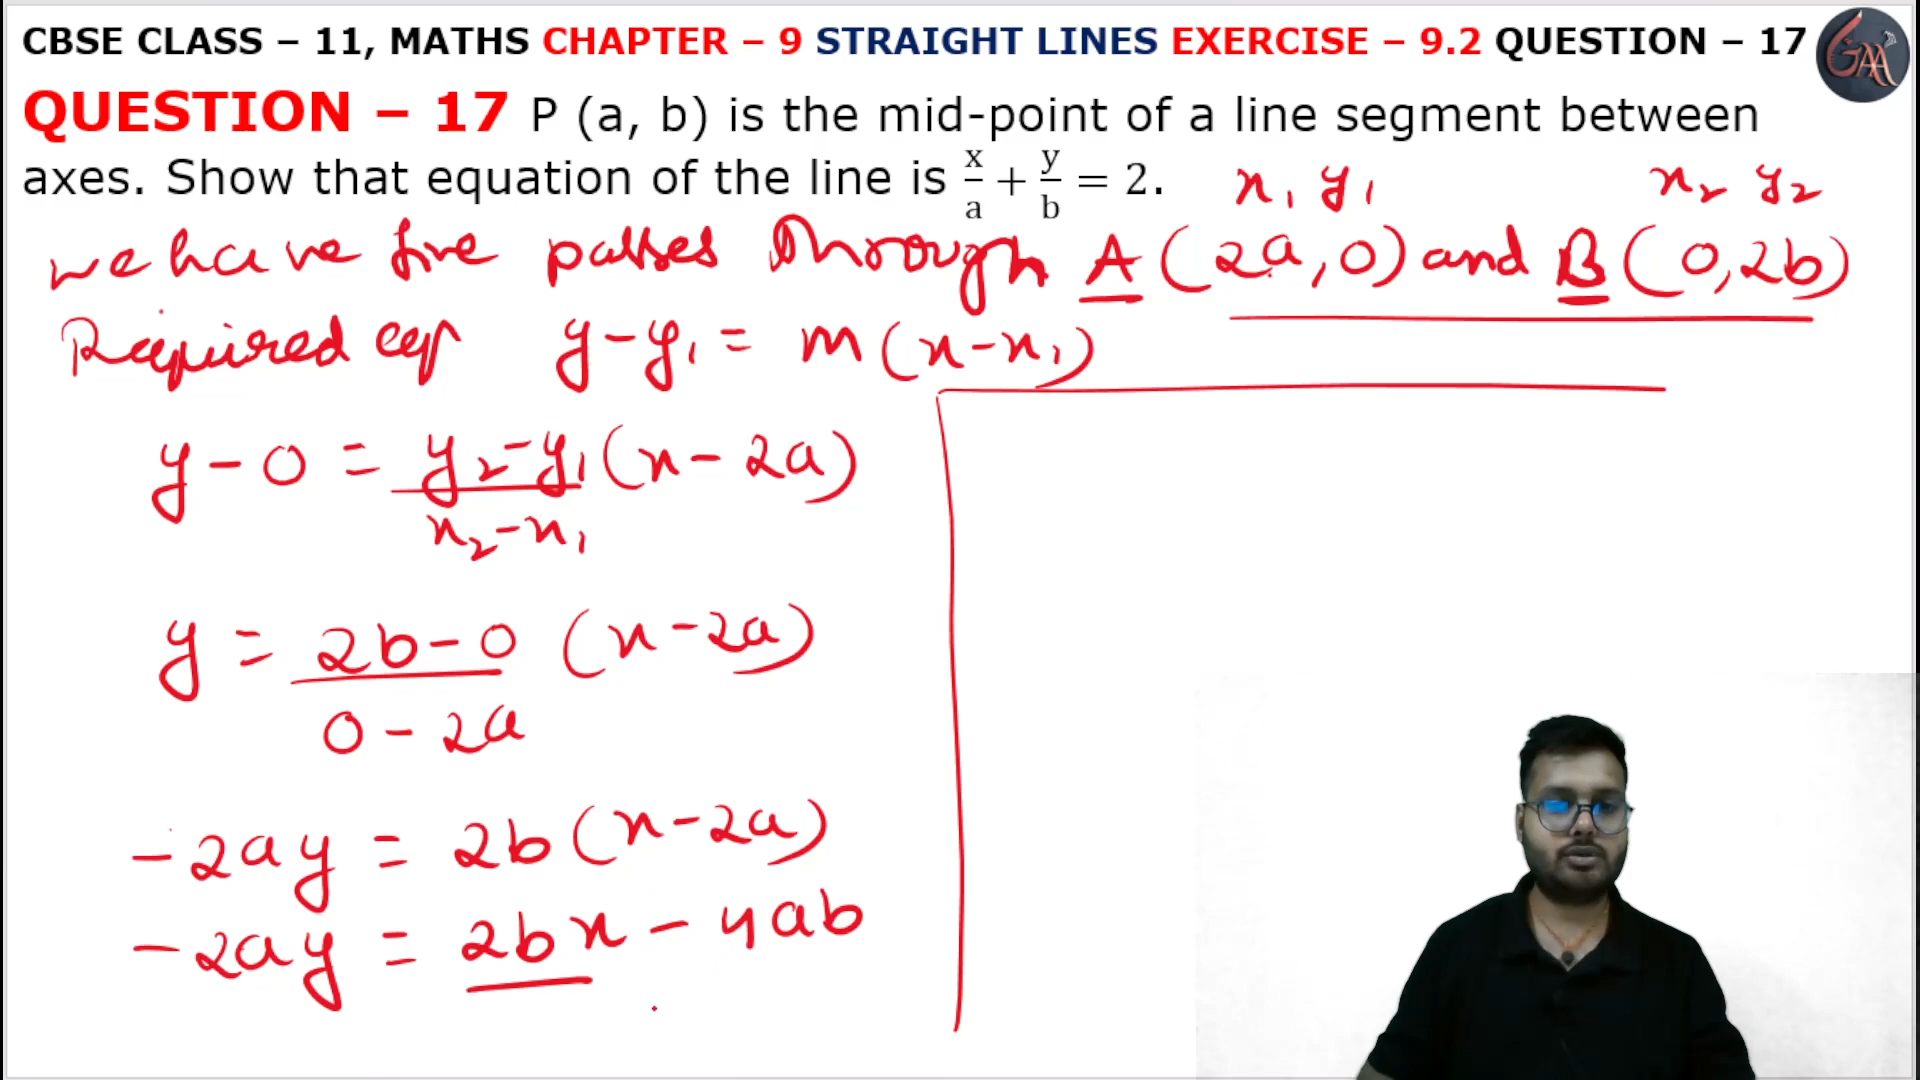 CBSE CLASS – 11, MATHS CHAPTER – 9 STRAIGHT LINES EXERCISE – 9.2 QUESTION – 17
QUESTION – 17 P (a, b) is the mid-point of a line segment between
axes. Show that equation of the line is x/a + y/b = 2.
x₁ y₁ x₂ y₂
we have line passes through A (2a, 0) and B (0, 2b)
Required eqn y - y₁ = m (x - x₁)
y - 0 = (y₂ - y₁)/(x₂ - x₁) (x - 2a)
y = (2b - 0)/(0 - 2a) (x - 2a)
-2ay = 2b (x - 2a)
-2ay = 2bx - 4ab